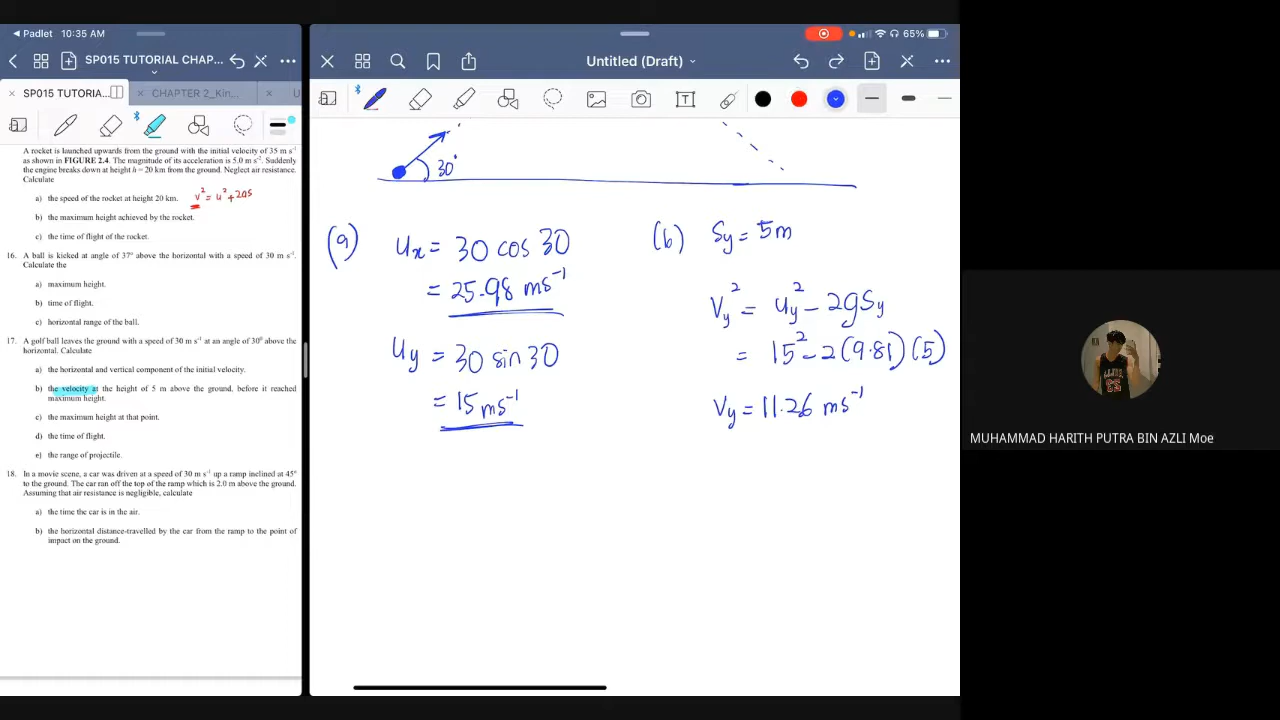 Padlet 10:35 AM
65%
SP015 TUTORIAL CHAP...
Untitled (Draft)
SP015 TUTORIA...
CHAPTER 2_Kin...
A rocket is launched upwards from the ground with the initial velocity of 35 m s⁻¹
as shown in FIGURE 2.4. The magnitude of its acceleration is 5.0 m s⁻². Suddenly
the engine breaks down at height h = 20 km from the ground. Neglect air resistance.
Calculate
a) the speed of the rocket at height 20 km. v² = u² + 2as
b) the maximum height achieved by the rocket.
c) the time of flight of the rocket.
16. A ball is kicked at angle of 37° above the horizontal with a speed of 30 m s⁻¹.
Calculate the
a) maximum height.
b) time of flight.
c) horizontal range of the ball.
17. A golf ball leaves the ground with a speed of 30 m s⁻¹ at an angle of 30⁰ above the
horizontal. Calculate
a) the horizontal and vertical component of the initial velocity.
b) the velocity at the height of 5 m above the ground, before it reached
maximum height.
c) the maximum height at that point.
d) the time of flight.
e) the range of projectile.
18. In a movie scene, a car was driven at a speed of 30 m s⁻¹ up a ramp inclined at 45°
to the ground. The car ran off the top of the ramp which is 2.0 m above the ground.
Assuming that air resistance is negligible, calculate
a) the time the car is in the air.
b) the horizontal distance-travelled by the car from the ramp to the point of
impact on the ground.
30°
(a) ux = 30 cos 30
= 25.98 ms⁻¹
uy = 30 sin 30
= 15 ms⁻¹
(b) Sy = 5m
Vy² = uy² - 2gSy
= 15² - 2(9.81)(5)
Vy = 11.26 ms⁻¹
MUHAMMAD HARITH PUTRA BIN AZLI Moe